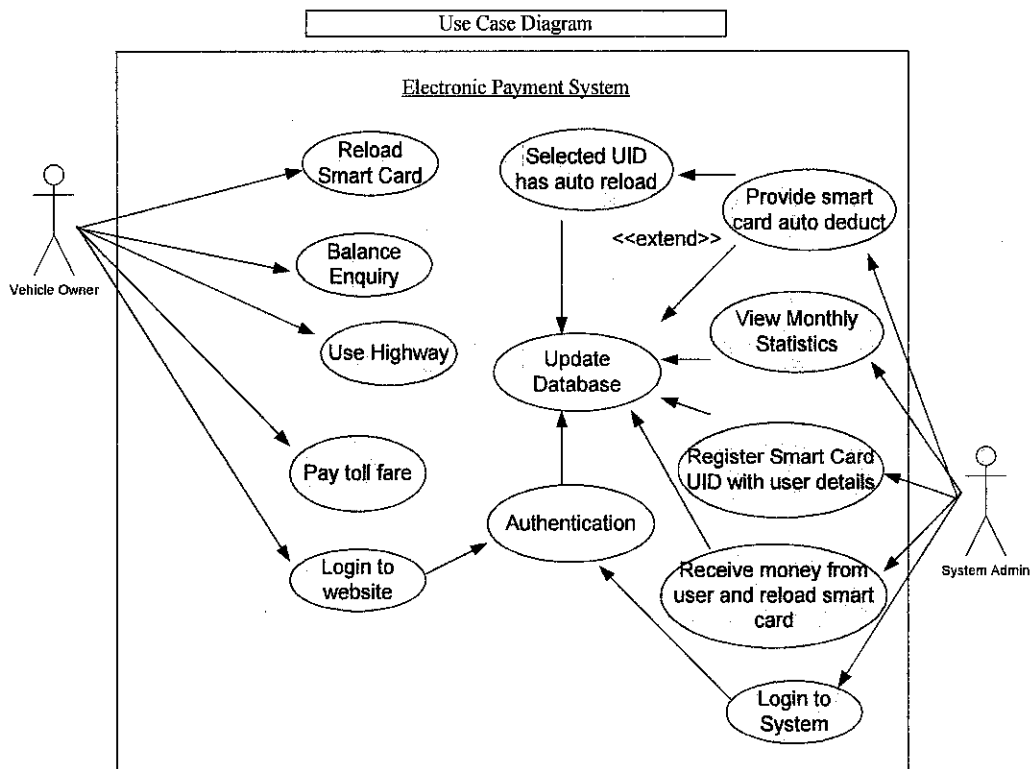 Use Case Diagram
Electronic Payment System
Reload
Smart Card
Selected UID
has auto reload
Provide smart
card auto deduct
<<extend>>
Vehicle Owner
Balance
Enquiry
View Monthly
Statistics
Use Highway
Update
Database
Pay toll fare
Register Smart Card
UID with user details
Authentication
System Admin
Login to
website
Receive money from
user and reload smart
card
Login to
System